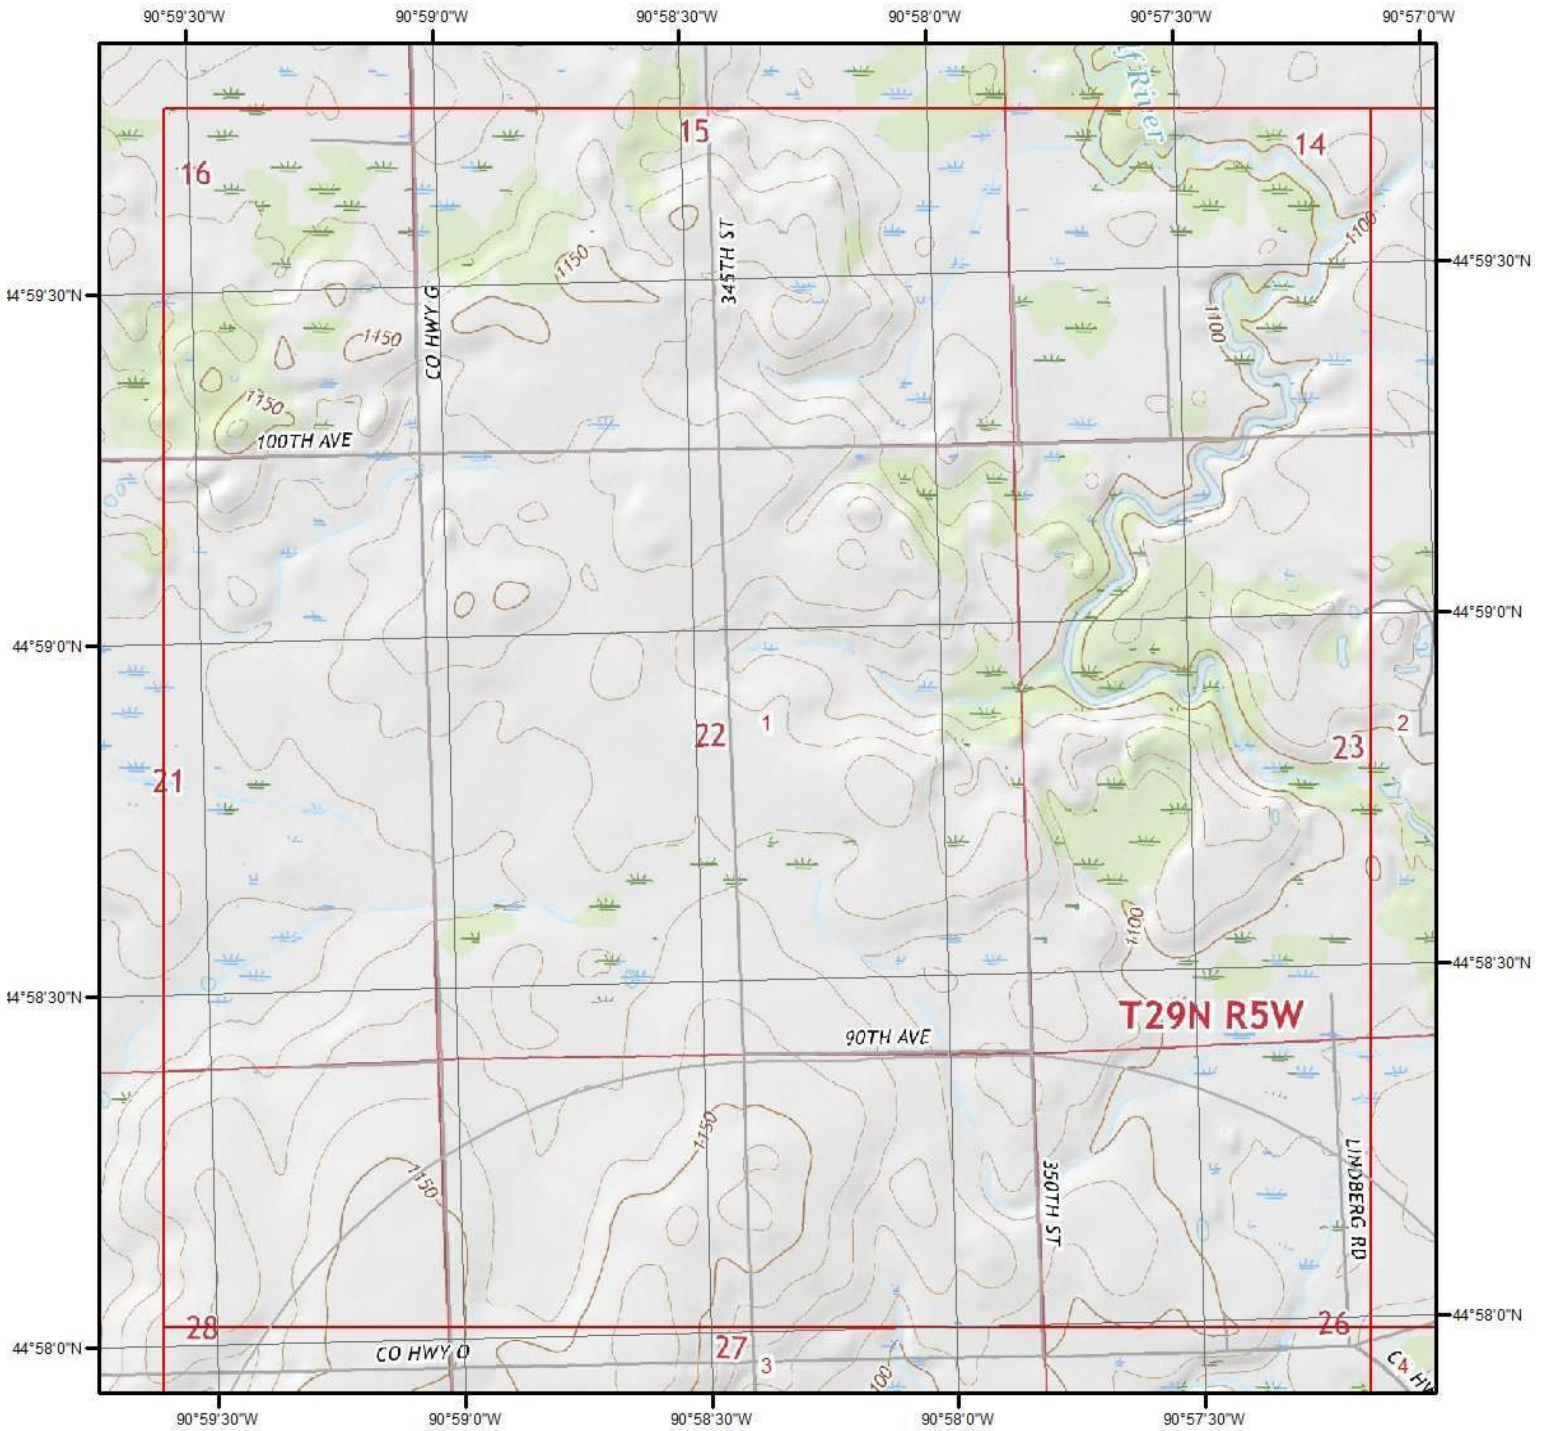 90°59'30"W 90°59'0"W 90°58'30"W 90°58'0"W 90°57'30"W 90°57'0"W
f River
15
14
16
1100
345TH ST
1150
44°59'30"N
44°59'30"N
CO HWY G
1100
1150
1150
100TH AVE
44°59'0"N
44°59'0"N
1
2
22
23
21
1100
44°58'30"N
44°58'30"N
T29N R5W
90TH AVE
1150
LINDBERG RD
1150
350TH ST
44°58'0"N
28
26
27
44°58'0"N
CO HWY O
3
4
100
90°59'30"W 90°59'0"W 90°58'30"W 90°58'0"W 90°57'30"W